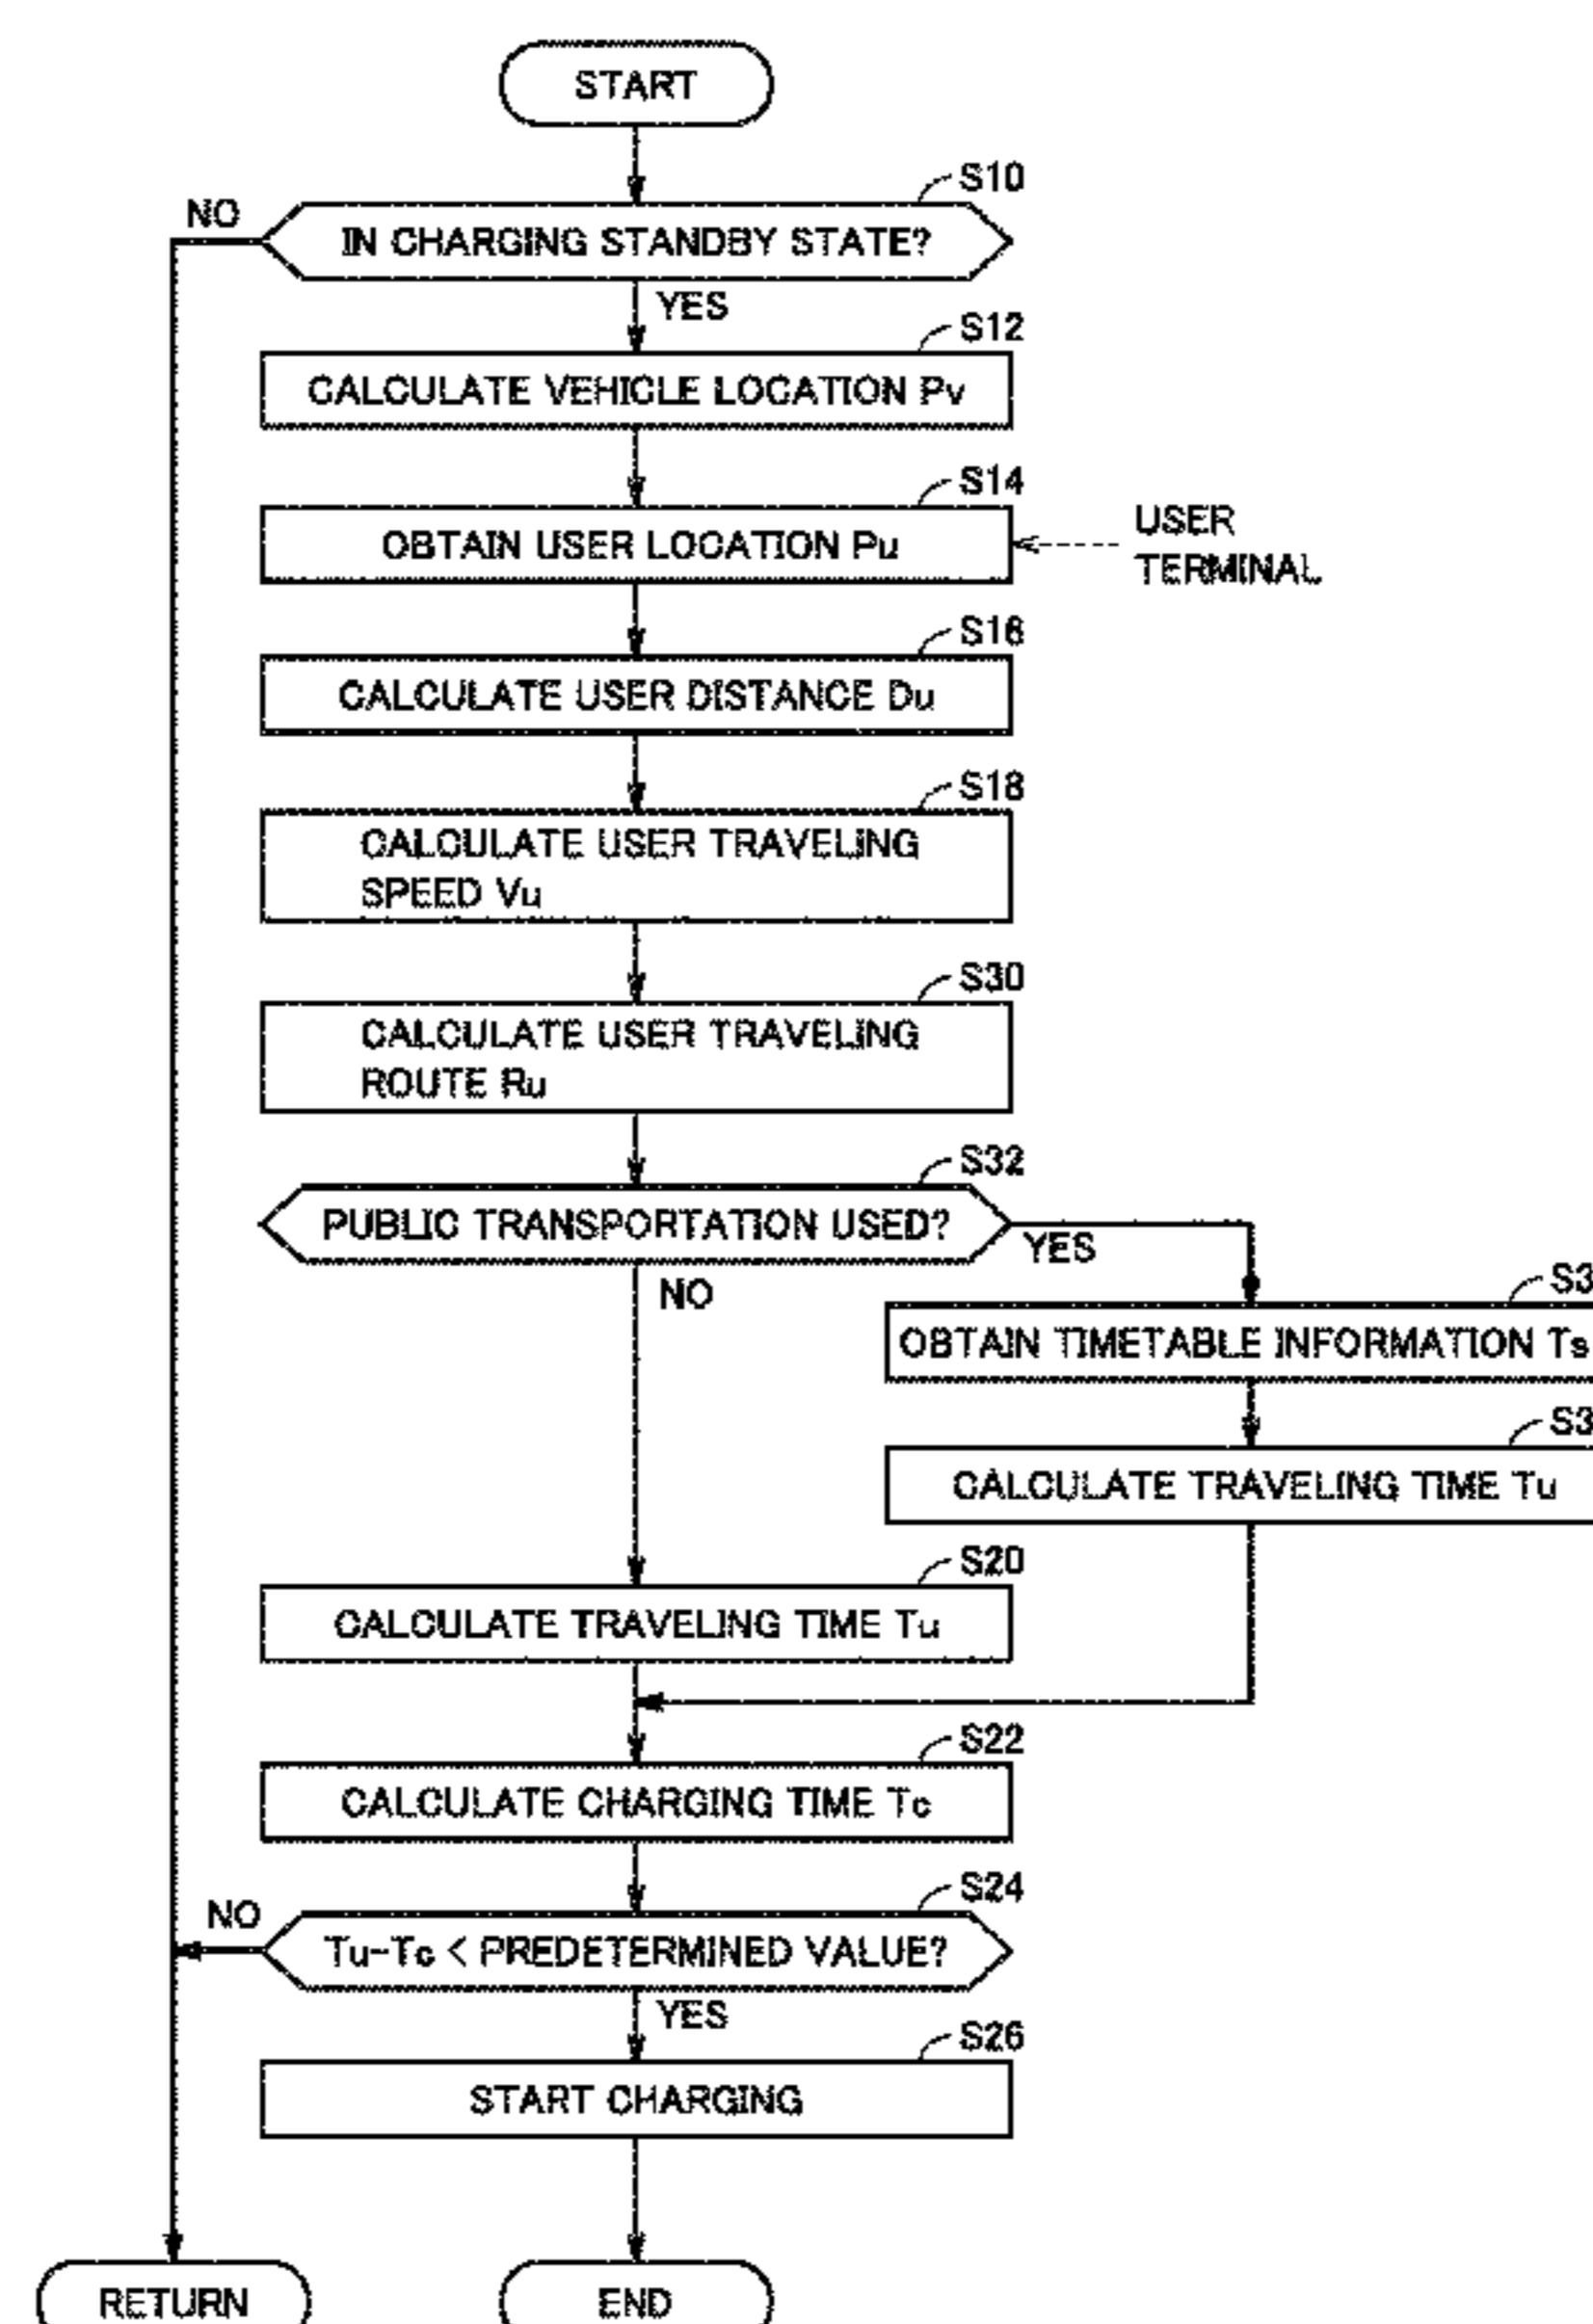 START
S10
NO
IN CHARGING STANDBY STATE?
YES
S12
CALCULATE VEHICLE LOCATION Pv
S14
OBTAIN USER LOCATION Pu
USER
TERMINAL
S16
CALCULATE USER DISTANCE Du
S18
CALCULATE USER TRAVELING
SPEED Vu
S30
CALCULATE USER TRAVELING
ROUTE Ru
S32
PUBLIC TRANSPORTATION USED?
YES
NO
S3
OBTAIN TIMETABLE INFORMATION Ts
S3
CALCULATE TRAVELING TIME Tu
S20
CALCULATE TRAVELING TIME Tu
S22
CALCULATE CHARGING TIME Tc
S24
NO
Tu-Tc < PREDETERMINED VALUE?
YES
S26
START CHARGING
RETURN
END